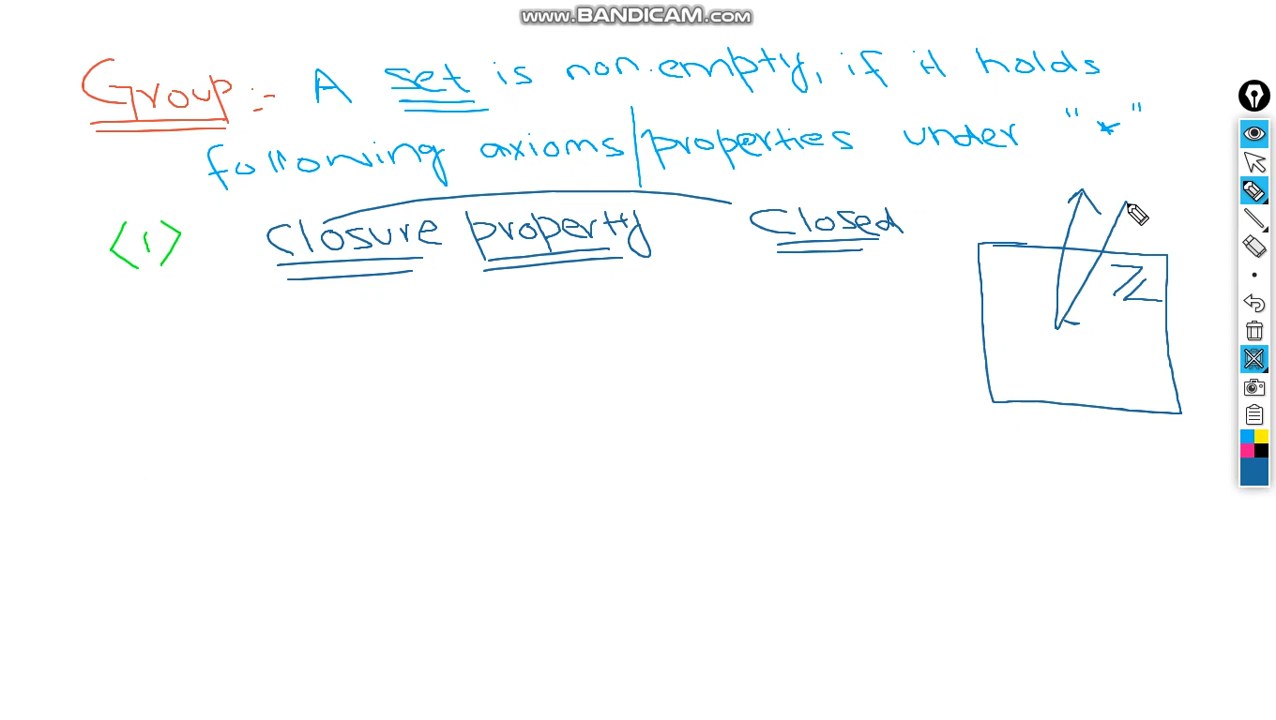 www.BANDICAM.com
Group:- A set is non.empty, if it holds
following axioms/properties under "*"
<1> Closure property Closed
Z